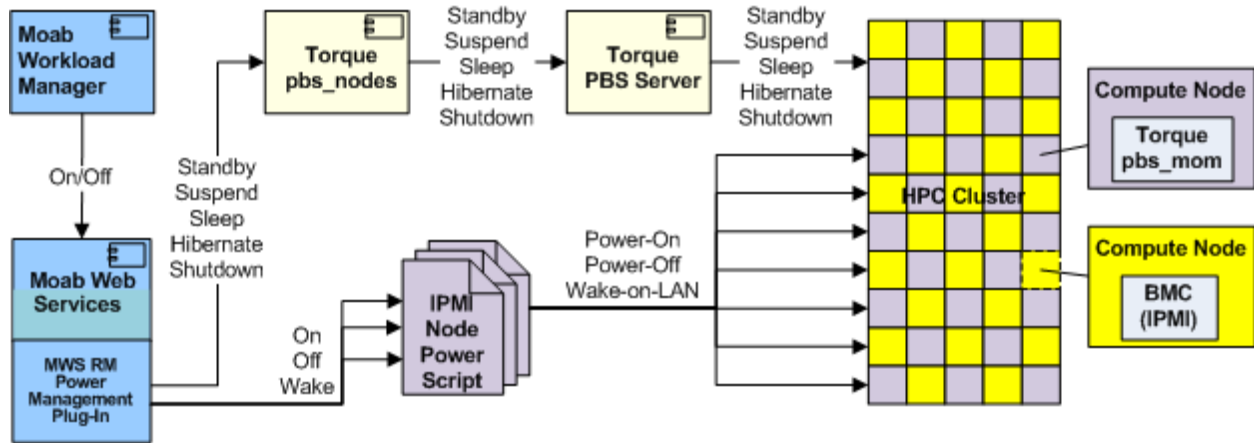 Moab
Workload
Manager
On/Off
Moab Web
Services
MWS RM
Power
Management
Plug-In
Standby
Suspend
Sleep
Hibernate
Shutdown
Torque
pbs_nodes
Standby
Suspend
Sleep
Hibernate
Shutdown
Torque
PBS Server
Standby
Suspend
Sleep
Hibernate
Shutdown
On
Off
Wake
IPMI
Node
Power
Script
Power-On
Power-Off
Wake-on-LAN
HPC Cluster
Compute Node
Torque
pbs_mom
Compute Node
BMC
(IPMI)